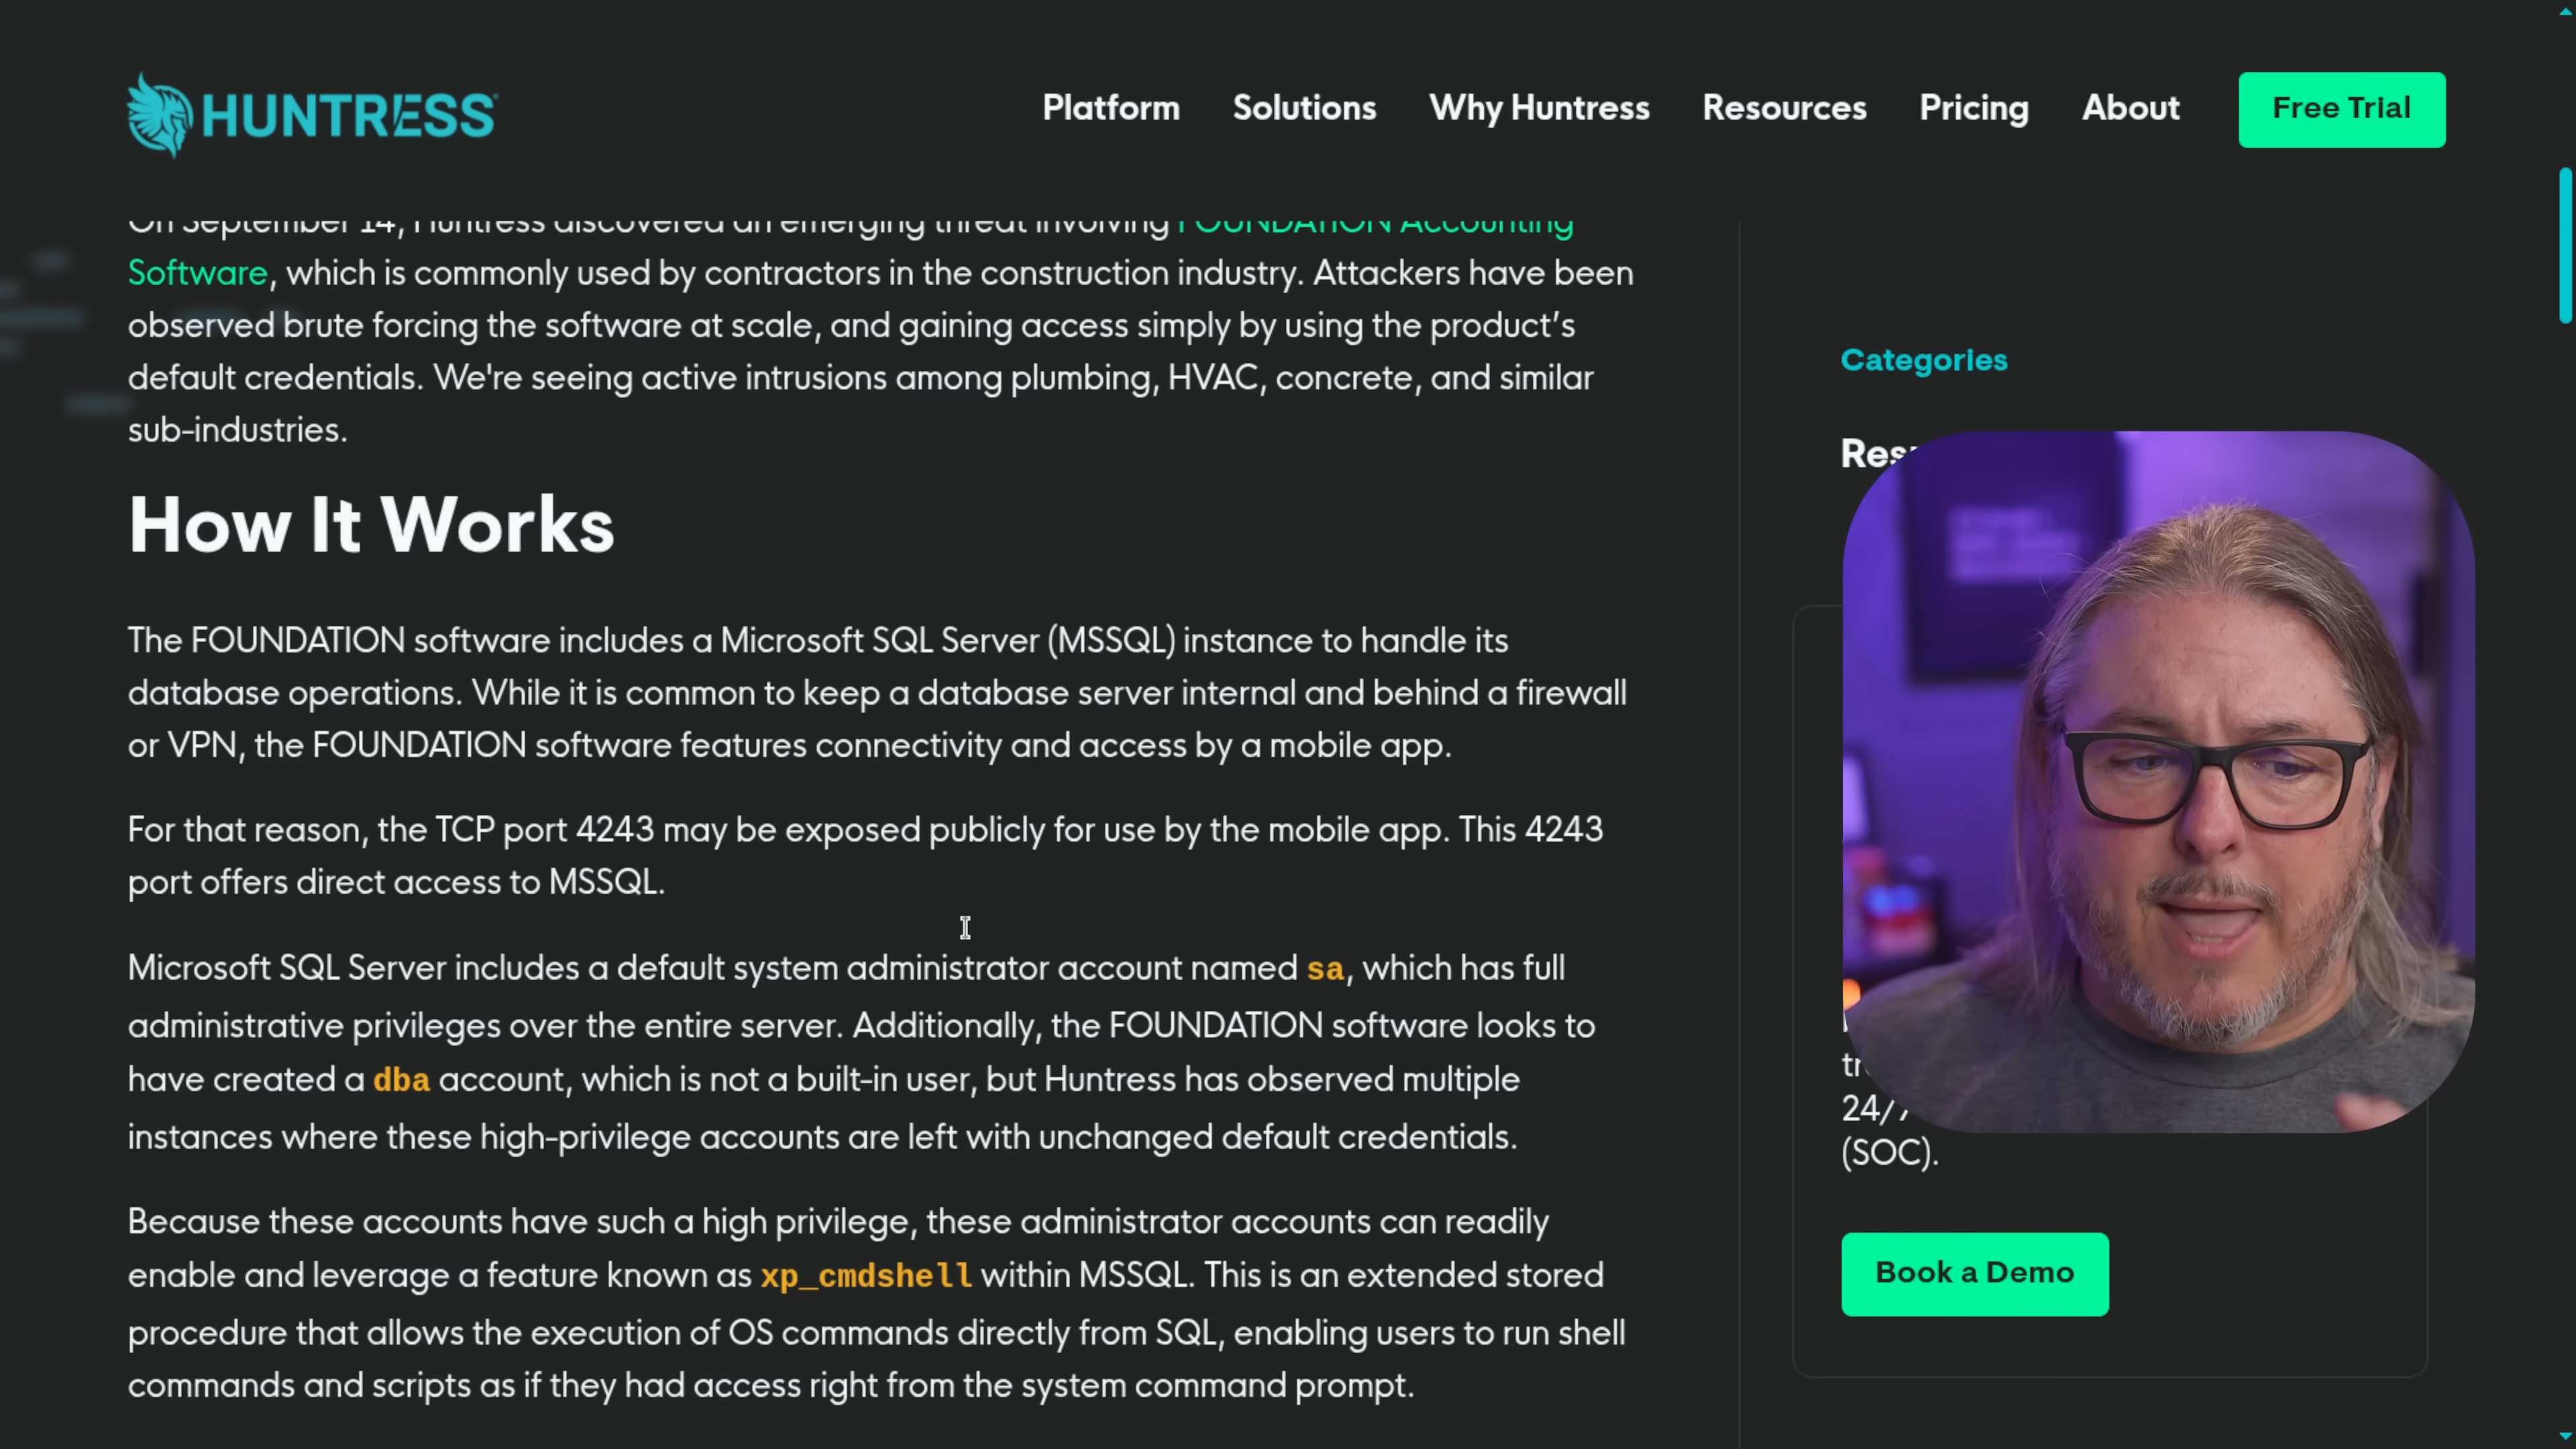 HUNTRESS
Platform Solutions Why Huntress Resources Pricing About Free Trial
On September 14, Huntress discovered an emerging threat involving FOUNDATION Accounting
Software, which is commonly used by contractors in the construction industry. Attackers have been
observed brute forcing the software at scale, and gaining access simply by using the product's
default credentials. We're seeing active intrusions among plumbing, HVAC, concrete, and similar
sub-industries.
How It Works
The FOUNDATION software includes a Microsoft SQL Server (MSSQL) instance to handle its
database operations. While it is common to keep a database server internal and behind a firewall
or VPN, the FOUNDATION software features connectivity and access by a mobile app.
For that reason, the TCP port 4243 may be exposed publicly for use by the mobile app. This 4243
port offers direct access to MSSQL.
Microsoft SQL Server includes a default system administrator account named sa, which has full
administrative privileges over the entire server. Additionally, the FOUNDATION software looks to
have created a dba account, which is not a built-in user, but Huntress has observed multiple
instances where these high-privilege accounts are left with unchanged default credentials.
Because these accounts have such a high privilege, these administrator accounts can readily
enable and leverage a feature known as xp_cmdshell within MSSQL. This is an extended stored
procedure that allows the execution of OS commands directly from SQL, enabling users to run shell
commands and scripts as if they had access right from the system command prompt.
Categories
24/7
(SOC).
Book a Demo